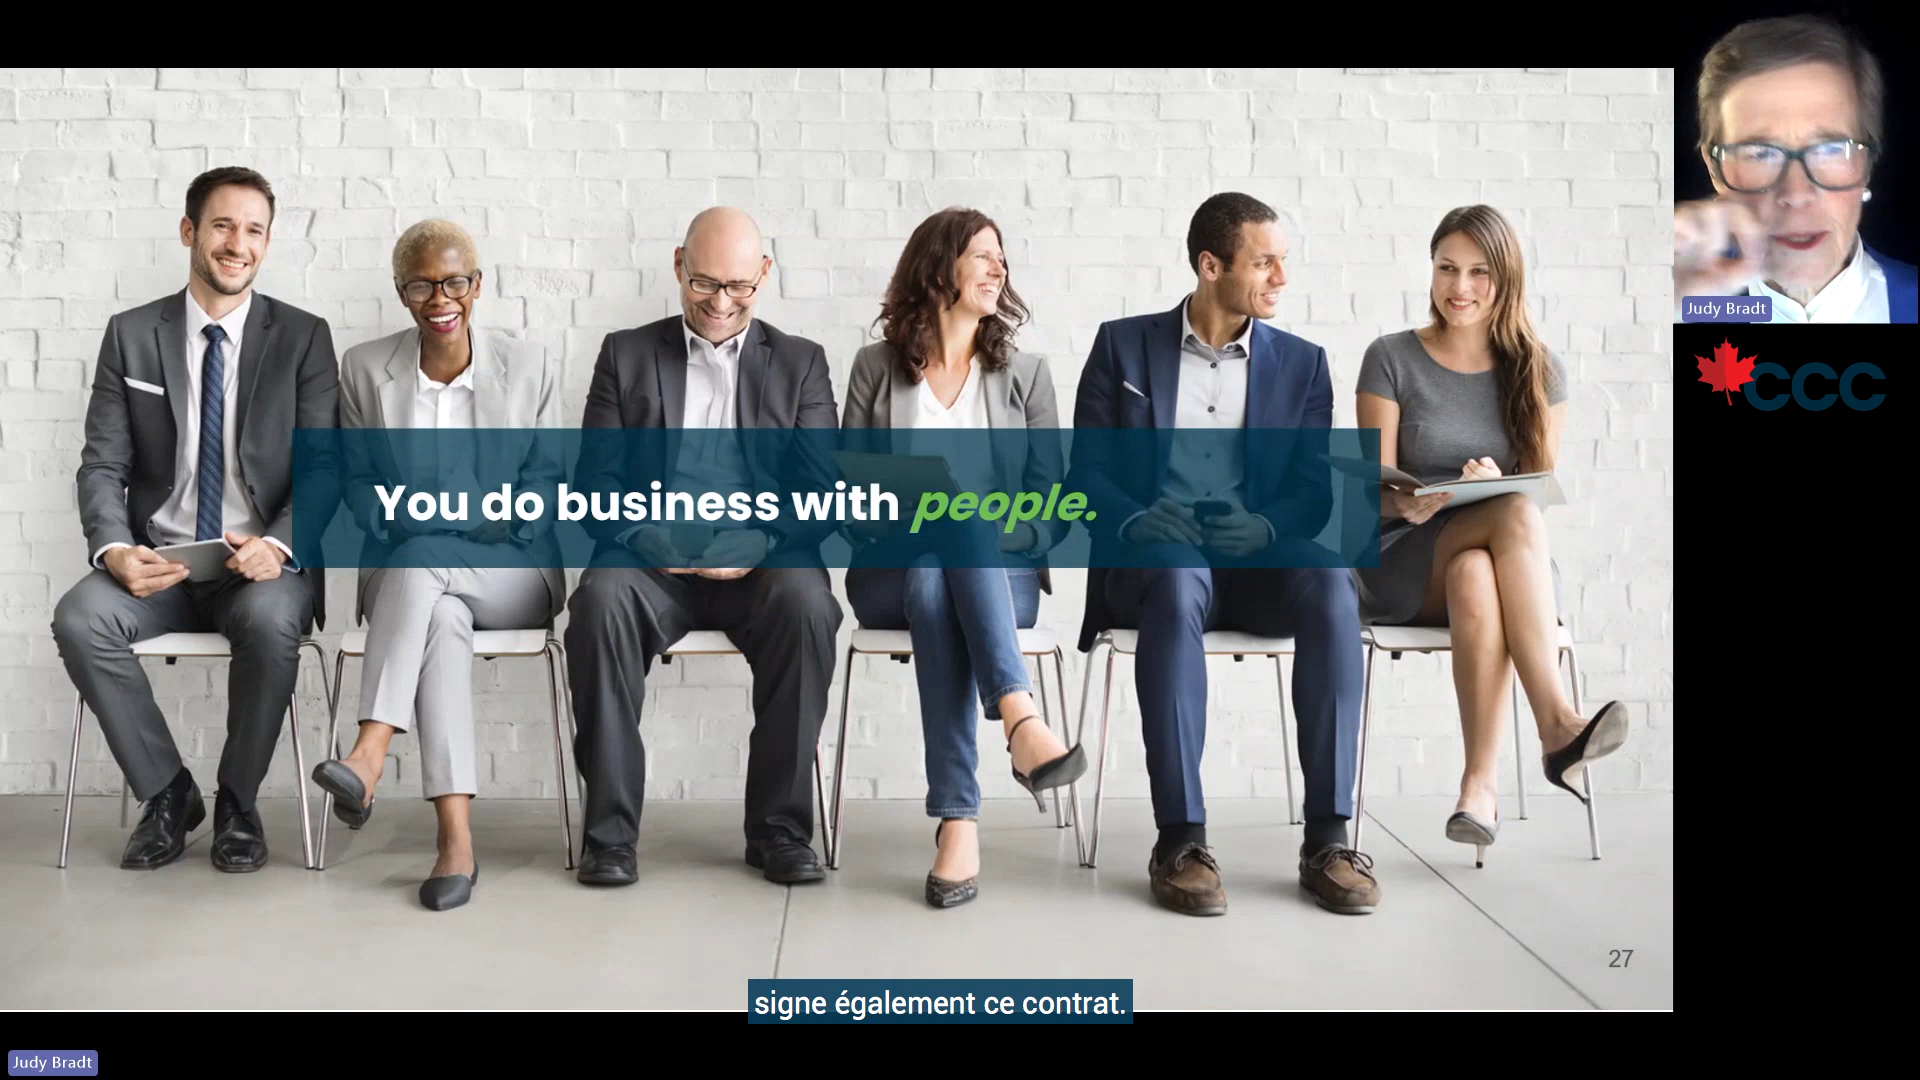 Judy Bradt
CCC
You do business with people.
27
signe également ce contrat.
Judy Bradt